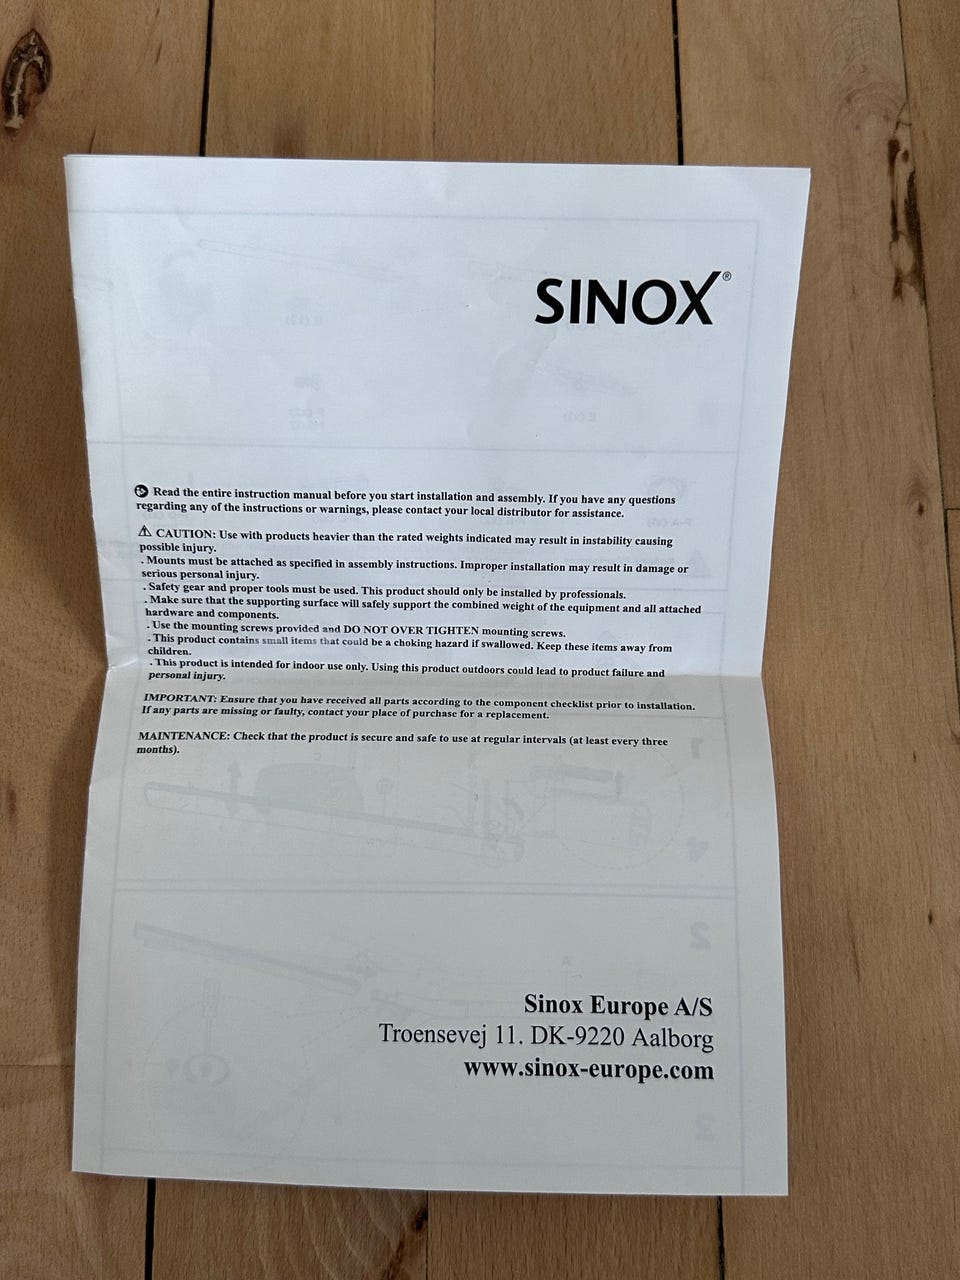 SINOX®
Read the entire instruction manual before you start installation and assembly. If you have any questions
regarding any of the instructions or warnings, please contact your local distributor for assistance.
CAUTION: Use with products heavier than the rated weights indicated may result in instability causing
possible injury.
. Mounts must be attached as specified in assembly instructions. Improper installation may result in damage or
serious personal injury.
. Safety gear and proper tools must be used. This product should only be installed by professionals.
. Make sure that the supporting surface will safely support the combined weight of the equipment and all attached
hardware and components.
. Use the mounting screws provided and DO NOT OVER TIGHTEN mounting screws.
. This product contains small items that could be a choking hazard if swallowed. Keep these items away from
children.
. This product is intended for indoor use only. Using this product outdoors could lead to product failure and
personal injury.
IMPORTANT: Ensure that you have received all parts according to the component checklist prior to installation.
If any parts are missing or faulty, contact your place of purchase for a replacement.
MAINTENANCE: Check that the product is secure and safe to use at regular intervals (at least every three
months).
Sinox Europe A/S
Troensevej 11. DK-9220 Aalborg
www.sinox-europe.com